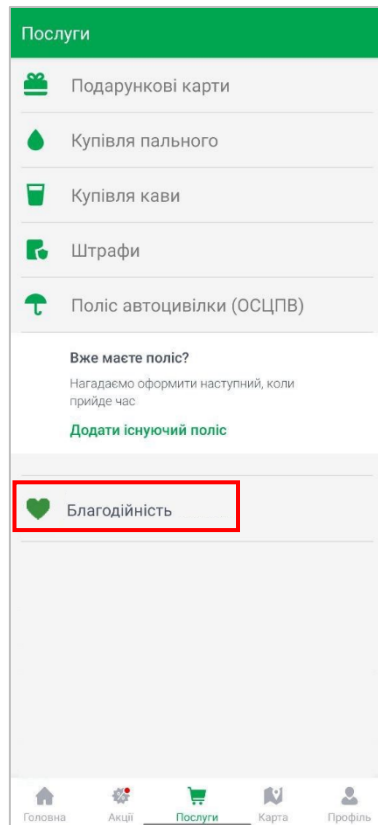 Послуги
Подарункові карти
Купівля пального
Купівля кави
Штрафи
Поліс автоцивілки (ОСЦПВ)
Вже маєте поліс?
Нагадаємо оформити наступний, коли
прийде час
Додати існуючий поліс
Благодійність
Головна Акції Послуги Карта Профіль